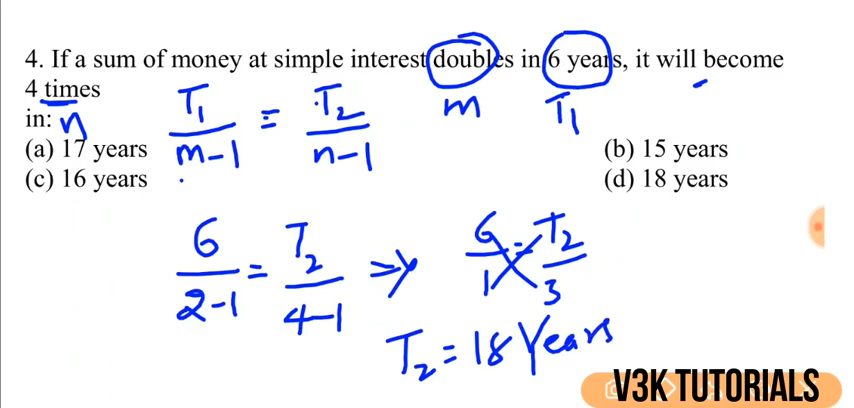 4. If a sum of money at simple interest doubles in 6 years, it will become
4 times
in: n
m T₁
T₁/m-1 = T₂/n-1
(a) 17 years (b) 15 years
(c) 16 years (d) 18 years
6/2-1 = T₂/4-1 ⇒ 6/1 = T₂/3
T₂ = 18 Years
V3K TUTORIALS